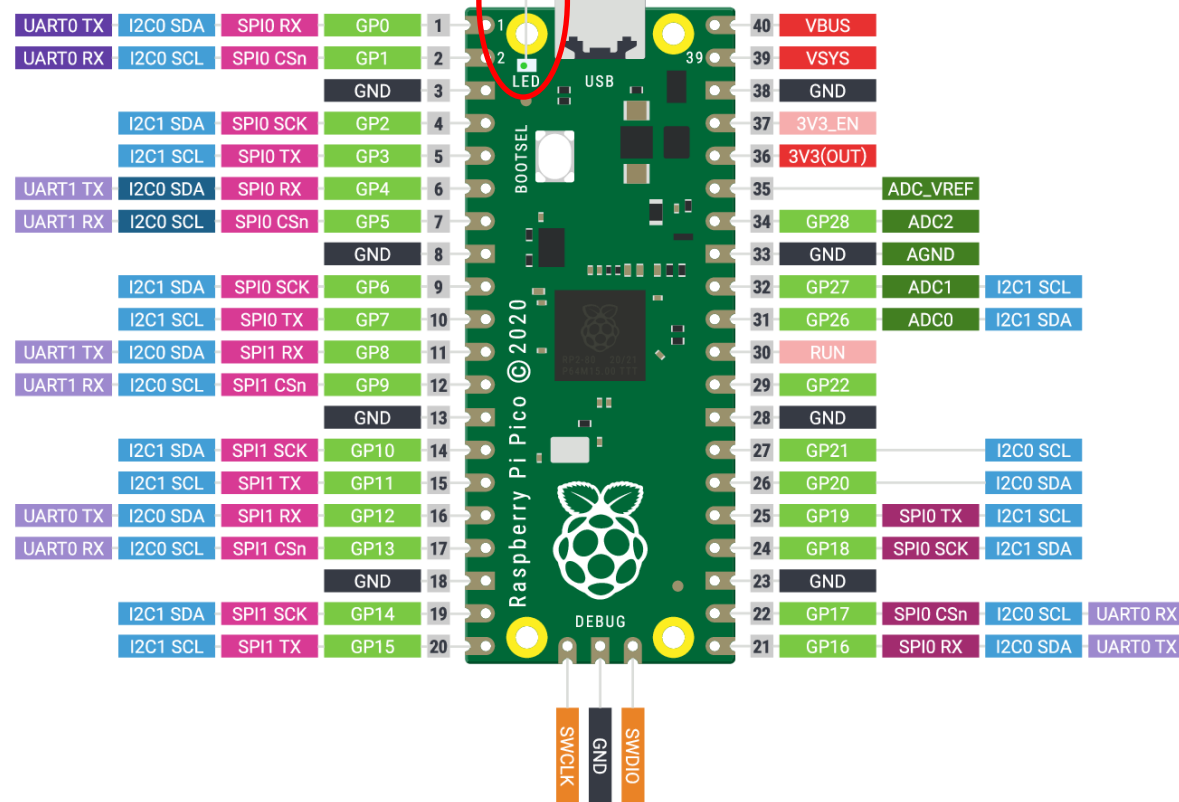 UART0 TX I2C0 SDA SPI0 RX GP0 1 1 40 VBUS
UART0 RX I2C0 SCL SPI0 CSn GP1 2 2 39 39 VSYS
LED USB
GND 3 38 GND
I2C1 SDA SPI0 SCK GP2 4 37 3V3_EN
I2C1 SCL SPI0 TX GP3 5 36 3V3(OUT)
BOOTSEL
UART1 TX I2C0 SDA SPI0 RX GP4 6 35 ADC_VREF
UART1 RX I2C0 SCL SPI0 CSn GP5 7 34 GP28 ADC2
GND 8 33 GND AGND
I2C1 SDA SPI0 SCK GP6 9 32 GP27 ADC1 I2C1 SCL
I2C1 SCL SPI0 TX GP7 10 31 GP26 ADC0 I2C1 SDA
UART1 TX I2C0 SDA SPI1 RX GP8 11 30 RUN
UART1 RX I2C0 SCL SPI1 CSn GP9 12 29 GP22
GND 13 28 GND
I2C1 SDA SPI1 SCK GP10 14 27 GP21 I2C0 SCL
I2C1 SCL SPI1 TX GP11 15 26 GP20 I2C0 SDA
UART0 TX I2C0 SDA SPI1 RX GP12 16 25 GP19 SPI0 TX I2C1 SCL
UART0 RX I2C0 SCL SPI1 CSn GP13 17 24 GP18 SPI0 SCK I2C1 SDA
GND 18 23 GND
Raspberry Pi Pico ©2020
I2C1 SDA SPI1 SCK GP14 19 22 GP17 SPI0 CSn I2C0 SCL UART0 RX
DEBUG
I2C1 SCL SPI1 TX GP15 20 21 GP16 SPI0 RX I2C0 SDA UART0 TX
SWCLK GND SWDIO